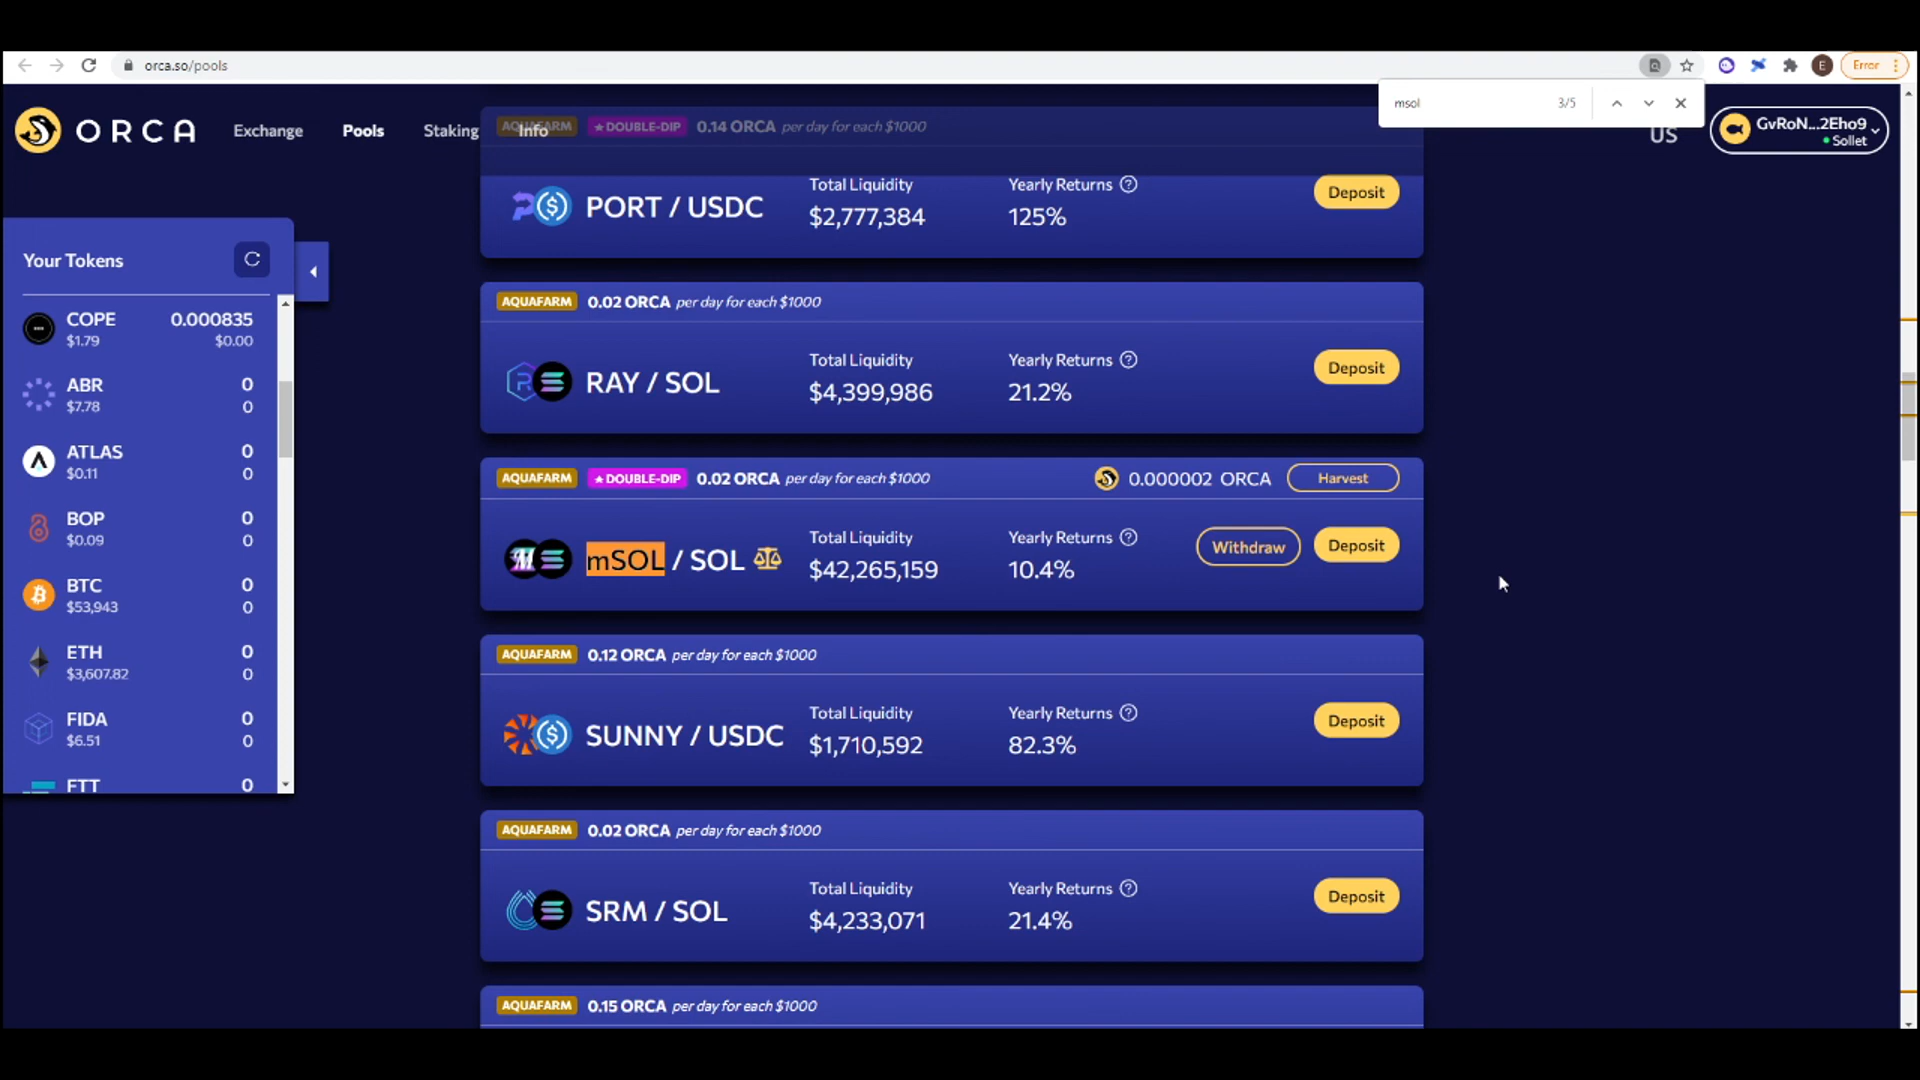 orca.so/pools
Error
msol 3/5
ORCA
Exchange Pools Staking Info
US
GvRoN...2Eho9
Sollet
Your Tokens
COPE 0.000835
$1.79 $0.00
ABR 0
$7.78 0
ATLAS 0
$0.11 0
BOP 0
$0.09 0
BTC 0
$53,943 0
ETH 0
$3,607.82 0
FIDA 0
$6.51 0
FTT 0
AQUAFARM ★DOUBLE-DIP 0.14 ORCA per day for each $1000
PORT / USDC
Total Liquidity
$2,777,384
Yearly Returns ?
125%
Deposit
AQUAFARM 0.02 ORCA per day for each $1000
RAY / SOL
Total Liquidity
$4,399,986
Yearly Returns ?
21.2%
Deposit
AQUAFARM ★DOUBLE-DIP 0.02 ORCA per day for each $1000
0.000002 ORCA Harvest
mSOL / SOL
Total Liquidity
$42,265,159
Yearly Returns ?
10.4%
Withdraw Deposit
AQUAFARM 0.12 ORCA per day for each $1000
SUNNY / USDC
Total Liquidity
$1,710,592
Yearly Returns ?
82.3%
Deposit
AQUAFARM 0.02 ORCA per day for each $1000
SRM / SOL
Total Liquidity
$4,233,071
Yearly Returns ?
21.4%
Deposit
AQUAFARM 0.15 ORCA per day for each $1000